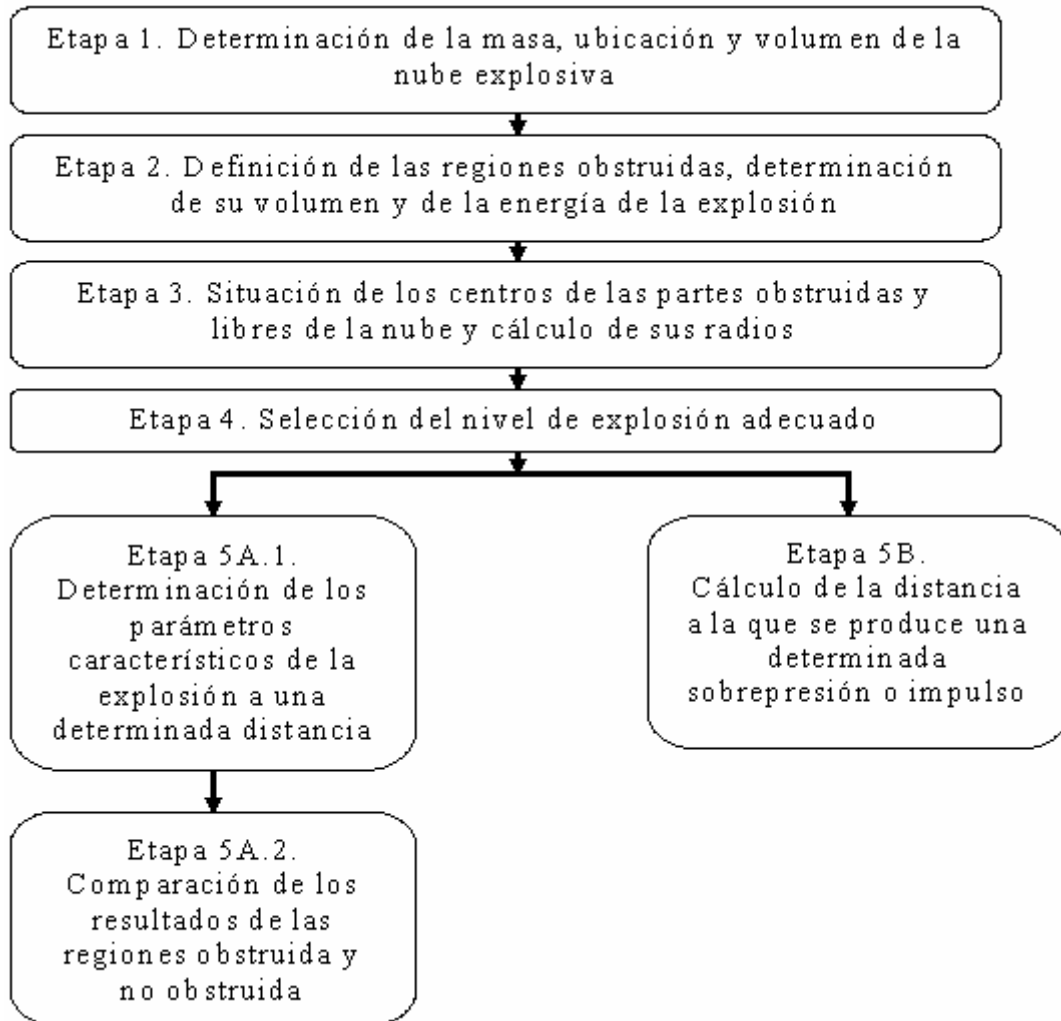 Etapa 1. Determinación de la masa, ubicación y volumen de la
nube explosiva
Etapa 2. Definición de las regiones obstruidas, determinación
de su volumen y de la energía de la explosión
Etapa 3. Situación de los centros de las partes obstruidas y
libres de la nube y cálculo de sus radios
Etapa 4. Selección del nivel de explosión adecuado
Etapa 5A.1.
Determinación de los
parámetros
característicos de la
explosión a una
determinada distancia
Etapa 5B.
Cálculo de la distancia
a la que se produce una
determinada
sobrepresión o impulso
Etapa 5A.2.
Comparación de los
resultados de las
regiones obstruida y
no obstruida